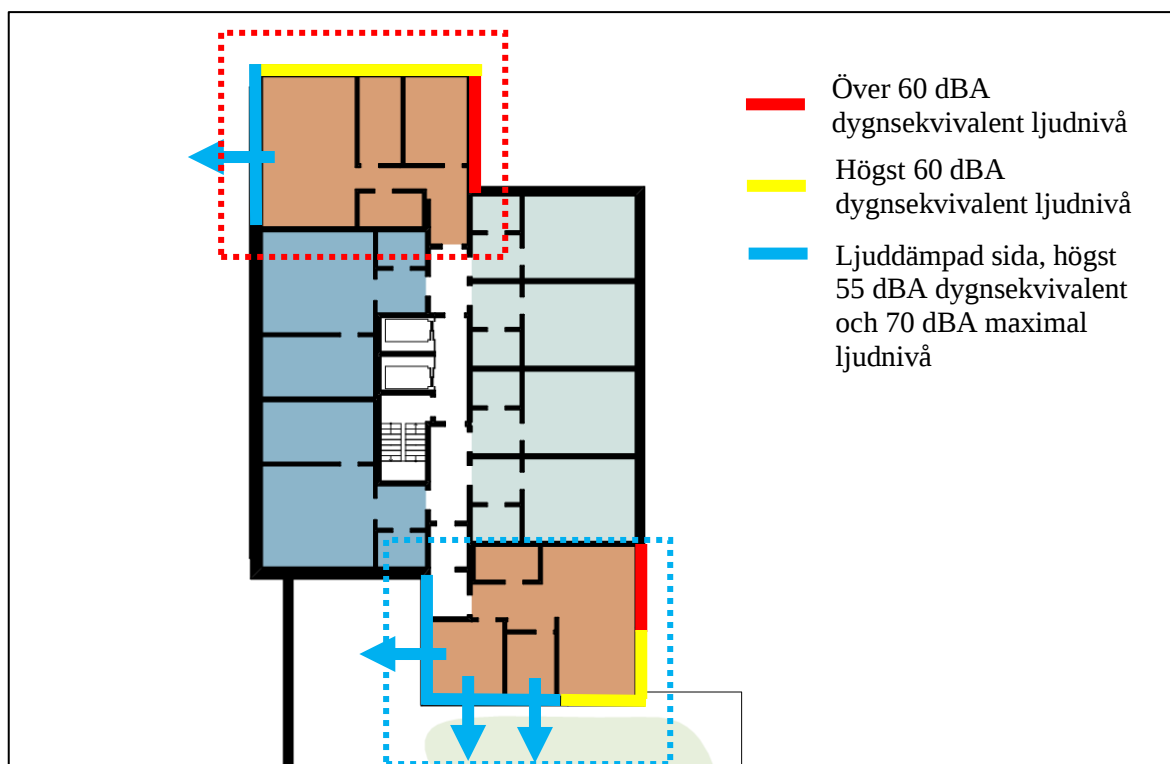 Över 60 dBA
dygnsekvivalent ljudnivå
Högst 60 dBA
dygnsekvivalent ljudnivå
Ljuddämpad sida, högst
55 dBA dygnsekvivalent
och 70 dBA maximal
ljudnivå